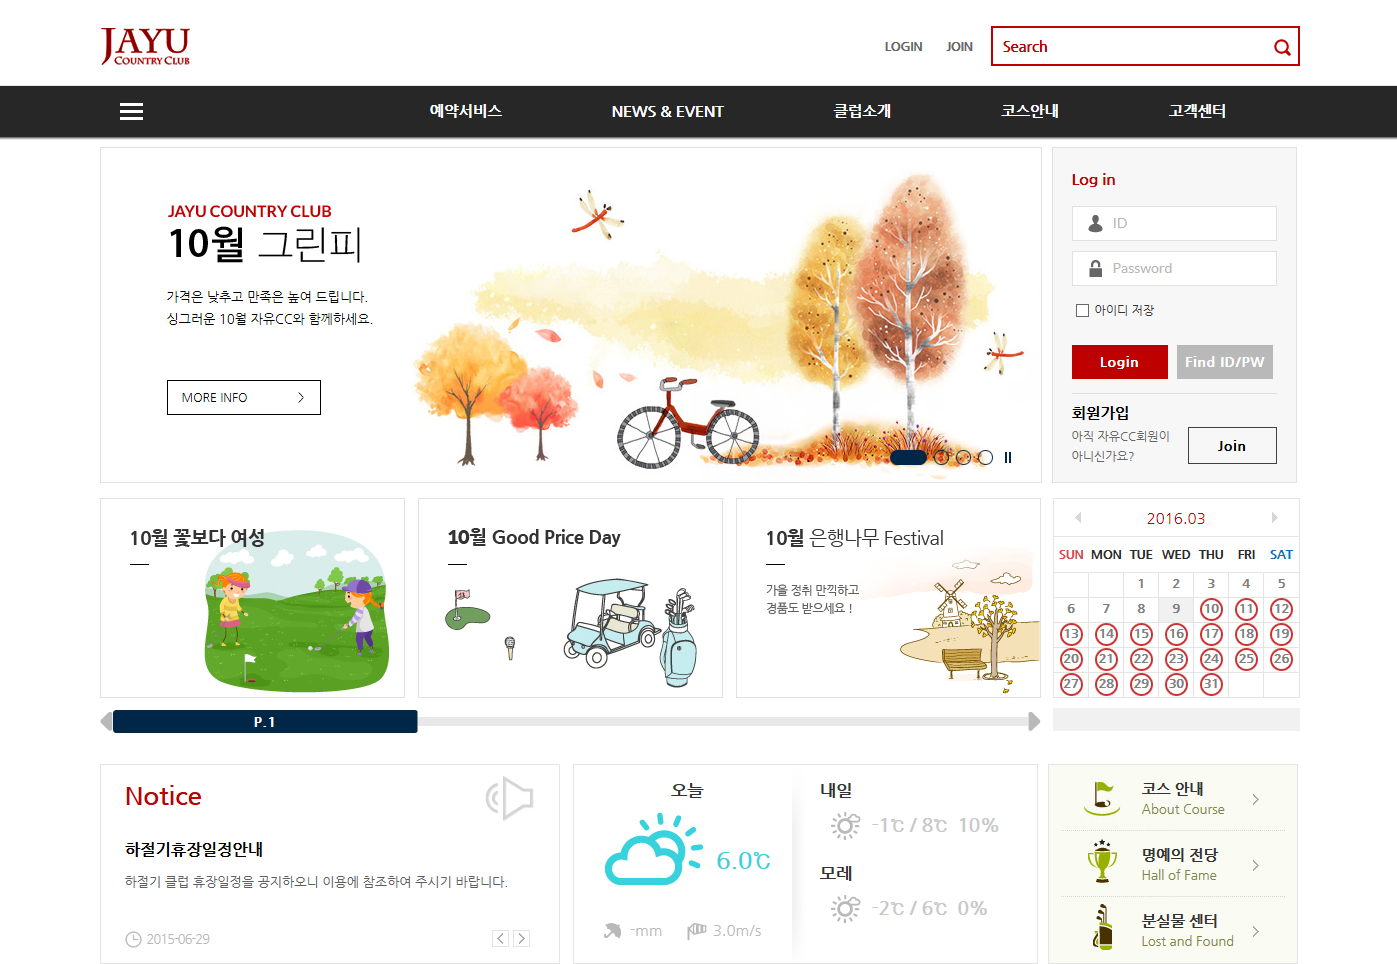 JAYU
COUNTRY CLUB
LOGIN JOIN Search
예약서비스 NEWS & EVENT 클럽소개 코스안내 고객센터
JAYU COUNTRY CLUB
10월 그린피
가격은 낮추고 만족은 높여 드립니다.
싱그러운 10월 자유CC와 함께하세요.
MORE INFO
Log in
ID
Password
아이디 저장
Login Find ID/PW
회원가입
아직 자유CC회원이
아니신가요?
Join
10월 꽃보다 여성
10월 Good Price Day
10월 은행나무 Festival
가을 정취 만끽하고
경품도 받으세요 !
2016.03
SUN MON TUE WED THU FRI SAT
1 2 3 4 5
6 7 8 9 10 11 12
13 14 15 16 17 18 19
20 21 22 23 24 25 26
27 28 29 30 31
P.1
Notice
하절기휴장일정안내
하절기 클럽 휴장일정을 공지하오니 이용에 참조하여 주시기 바랍니다.
2015-06-29
오늘
6.0℃
-mm 3.0m/s
내일
-1℃ / 8℃ 10%
모레
-2℃ / 6℃ 0%
코스 안내
About Course
명예의 전당
Hall of Fame
분실물 센터
Lost and Found